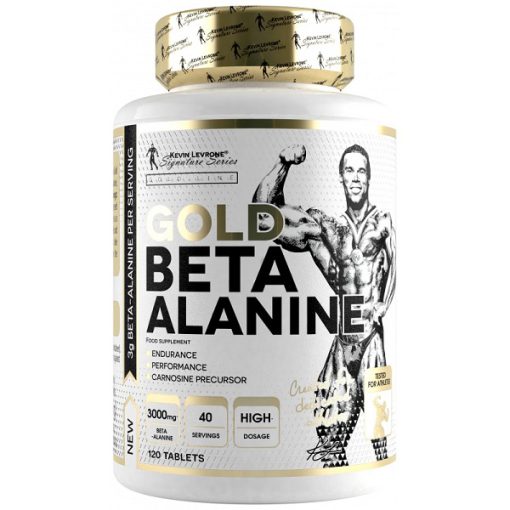 KEVIN LEVRONE®
Signature Series
GOLD LINE
GOLD
BETA
ALANINE
FOOD SUPPLEMENT
ENDURANCE
PERFORMANCE
CARNOSINE PRECURSOR
3000mg
BETA
-ALANINE
40
SERVINGS
HIGH
DOSAGE
120 TABLETS
TESTED
FOR ATHLETES
NEW
3g BETA-ALANINE PER SERVING